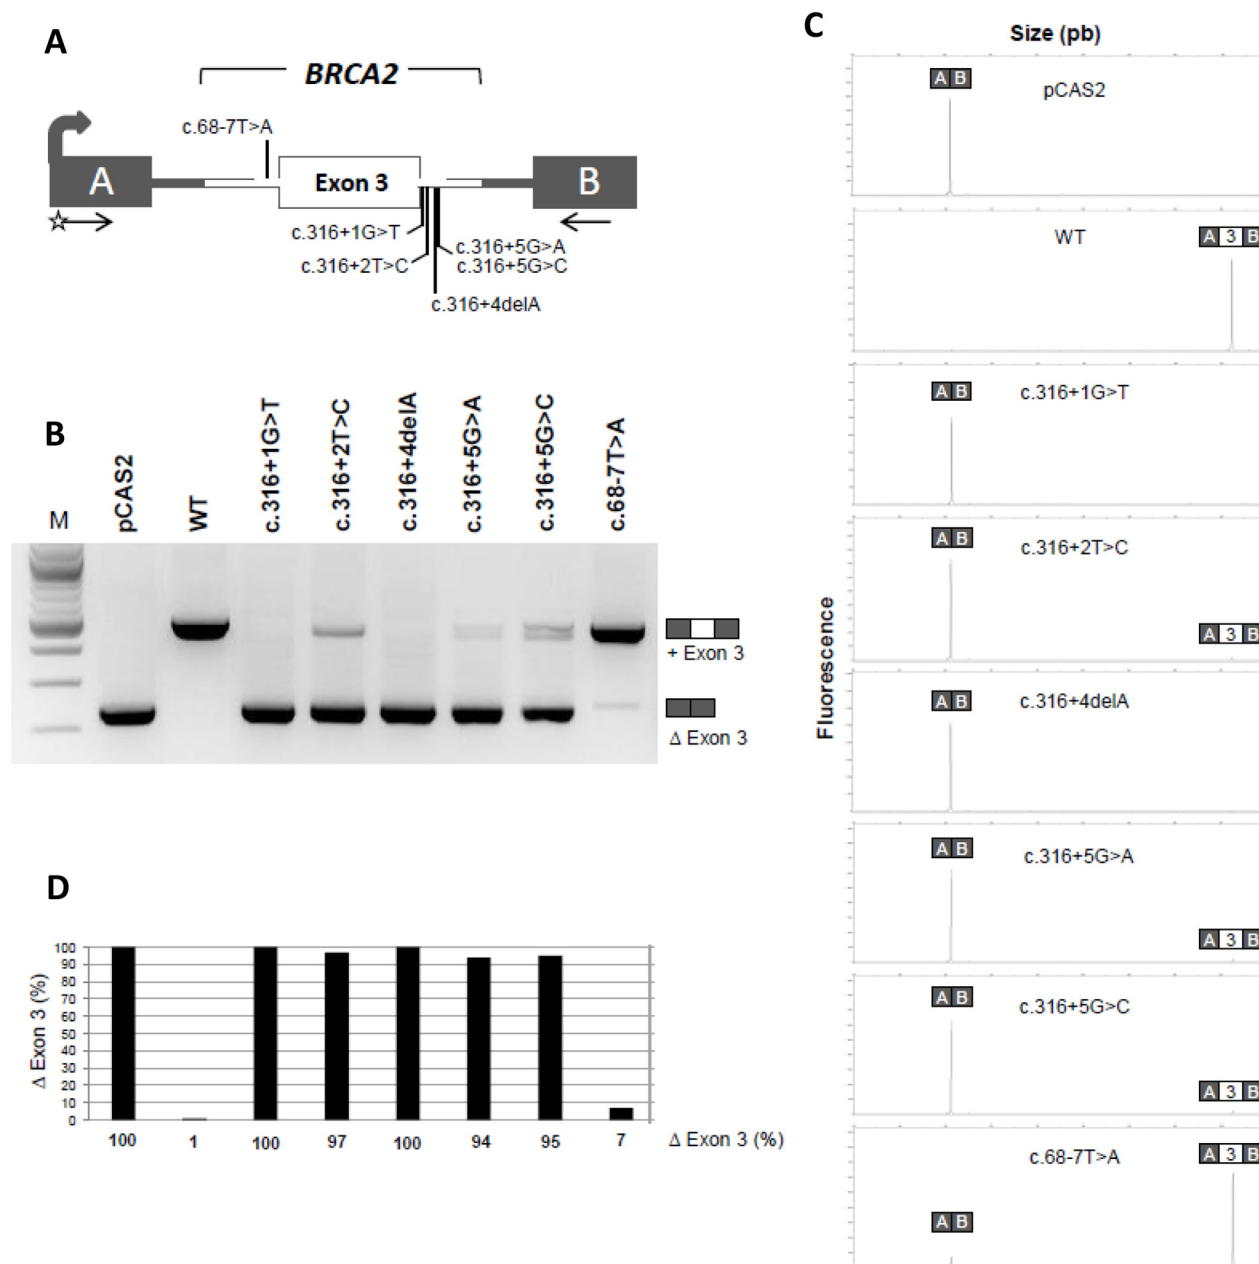 A
BRCA2
c.68-7T>A
A
Exon 3
B
c.316+1G>T
c.316+2T>C
c.316+5G>A
c.316+5G>C
c.316+4delA
B
M
pCAS2
WT
c.316+1G>T
c.316+2T>C
c.316+4delA
c.316+5G>A
c.316+5G>C
c.68-7T>A
+ Exon 3
Δ Exon 3
C
Size (pb)
Fluorescence
A B
pCAS2
WT
A 3 B
A B
c.316+1G>T
A B
c.316+2T>C
A 3 B
A B
c.316+4delA
A B
c.316+5G>A
A 3 B
A B
c.316+5G>C
A 3 B
c.68-7T>A
A 3 B
A B
D
Δ Exon 3 (%)
100
90
80
70
60
50
40
30
20
10
0
100 1 100 97 100 94 95 7 Δ Exon 3 (%)